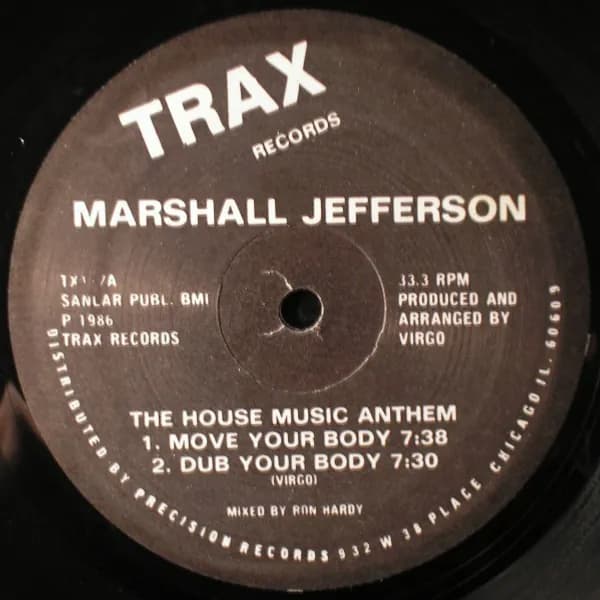 TRAX
RECORDS
MARSHALL JEFFERSON
SANLAR PUBL. BMI
P 1986
TRAX RECORDS
33.3 RPM
PRODUCED AND
ARRANGED BY
VIRGO
THE HOUSE MUSIC ANTHEM
1. MOVE YOUR BODY 7:38
2. DUB YOUR BODY 7:30
(VIRGO)
MIXED BY RON HARDY
DISTRIBUTED BY PRECISION RECORDS 932 W 38 PLACE CHICAGO IL. 60609